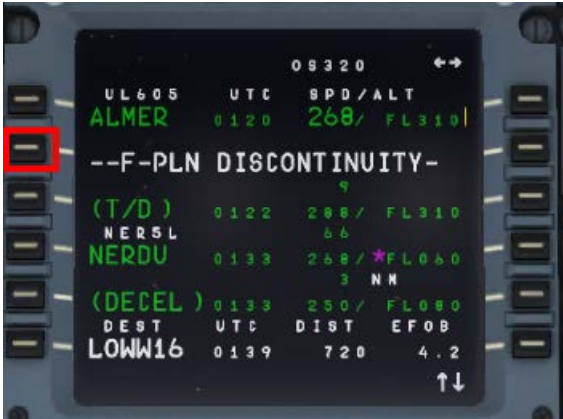 OS320 ←→
UL605 UTC SPD/ALT
ALMER 0120 268/ FL310
--F-PLN DISCONTINUITY-
9
(T/D) 0122 288/ FL310
NER5L 66
NERDU 0133 268/*FL060
3 NM
(DECEL) 0133 250/ FL080
DEST UTC DIST EFOB
LOWW16 0139 720 4.2
↑↓